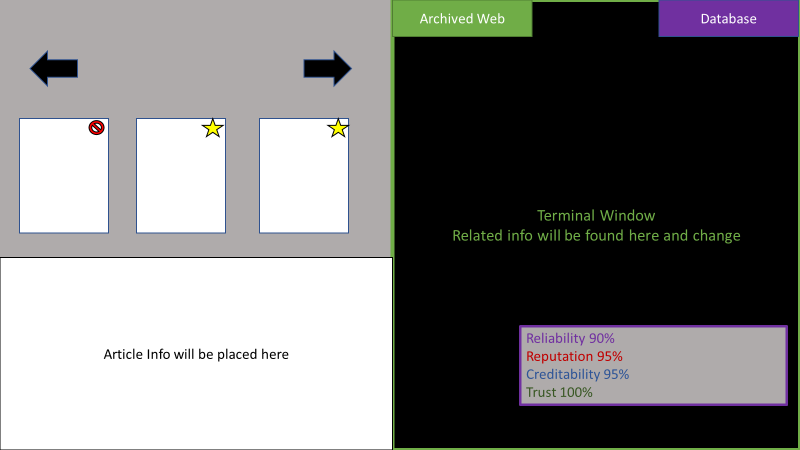 Archived Web
Database
Terminal Window
Related info will be found here and change
Article Info will be placed here
Reliability 90%
Reputation 95%
Creditability 95%
Trust 100%